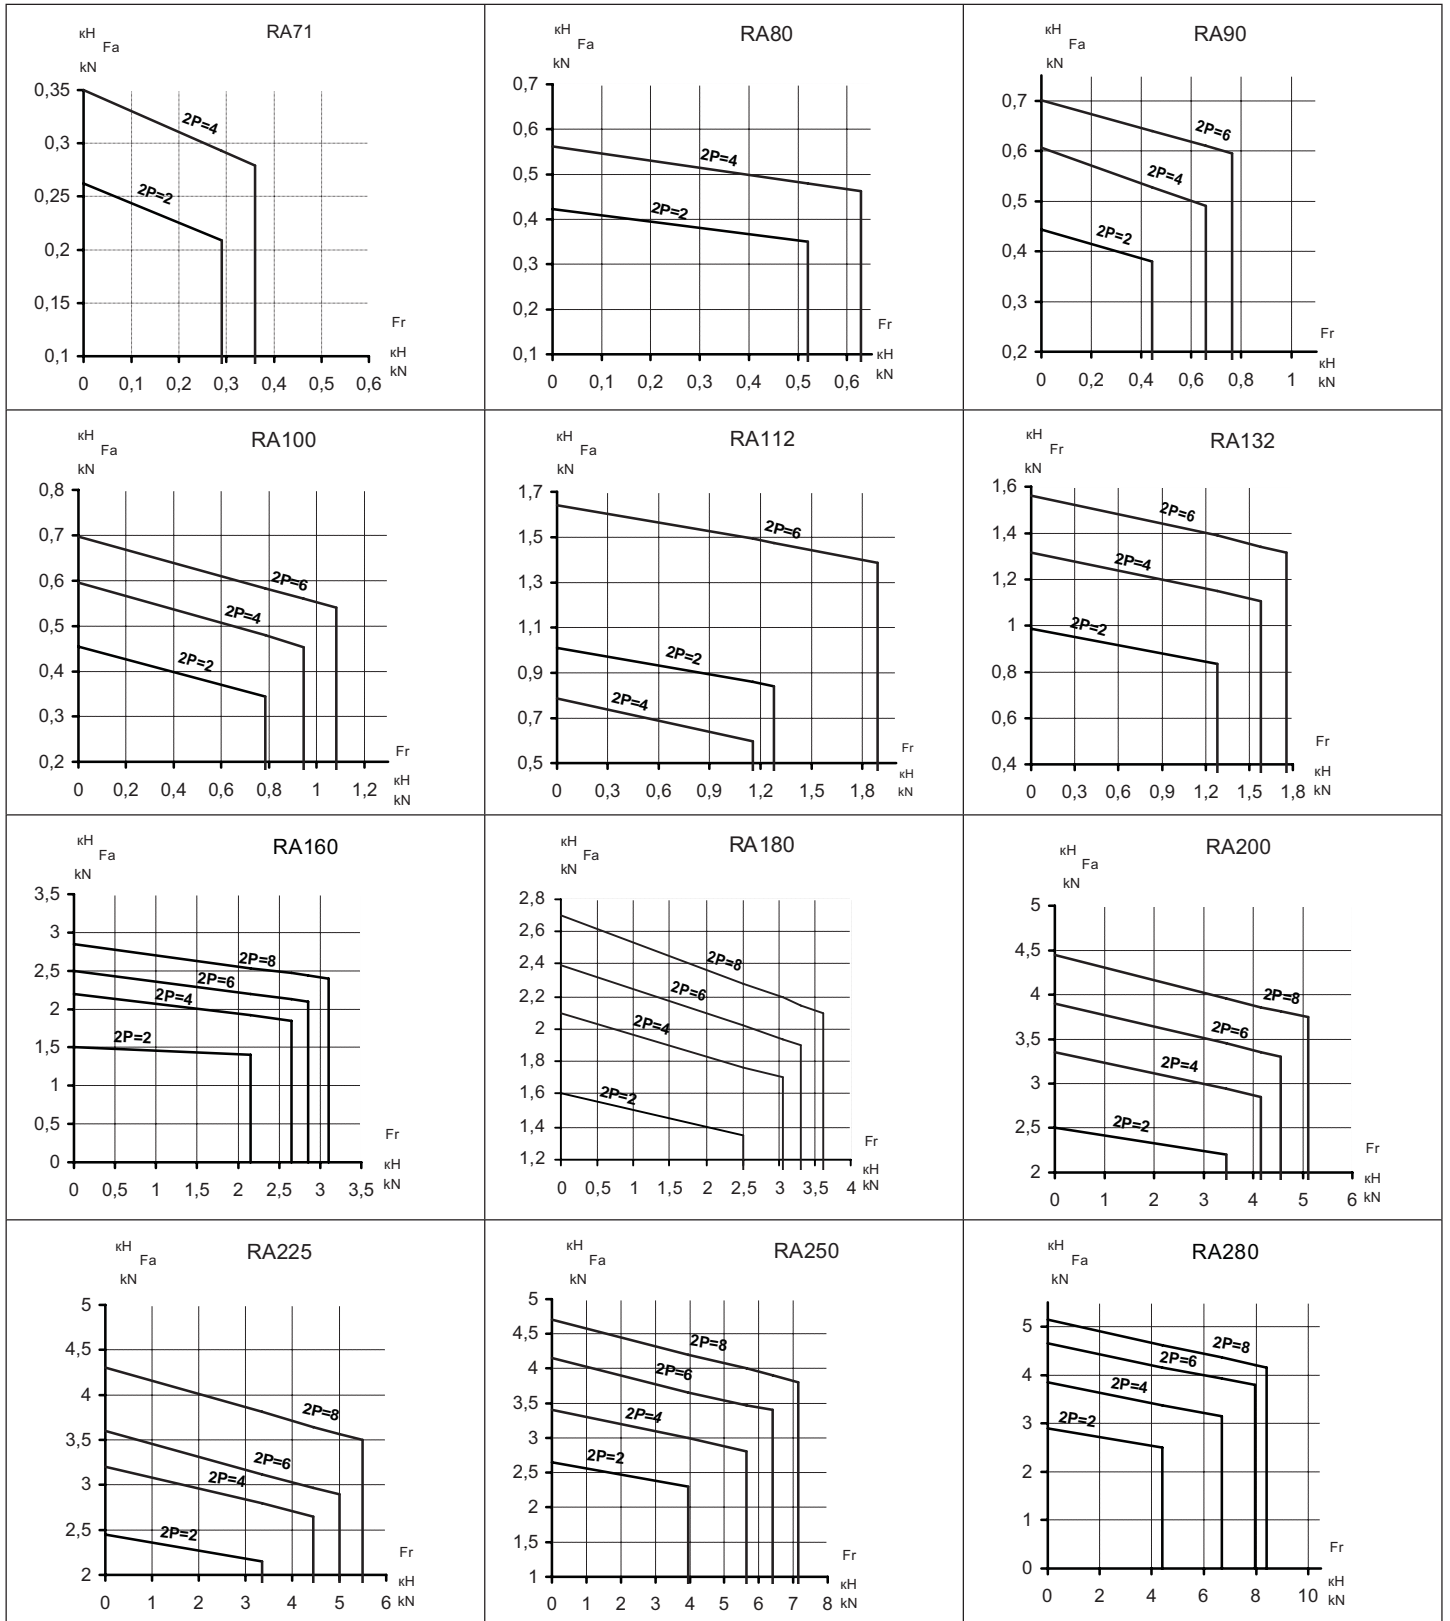 RA71
кН
Fa
kN
0,35
0,3
0,25
0,2
0,15
0,1
2P=4
2P=2
0 0,1 0,2 0,3 0,4 0,5 0,6
Fr
кН
kN
RA80
кН
Fa
kN
0,7
0,6
0,5
0,4
0,3
0,2
0,1
2P=4
2P=2
0 0,1 0,2 0,3 0,4 0,5 0,6
Fr
кН
kN
RA90
кН
Fa
kN
0,7
0,6
0,5
0,4
0,3
0,2
2P=6
2P=4
2P=2
0 0,2 0,4 0,6 0,8 1
Fr
кН
kN
RA100
кН
Fa
kN
0,8
0,7
0,6
0,5
0,4
0,3
0,2
2P=6
2P=4
2P=2
0 0,2 0,4 0,6 0,8 1 1,2
Fr
кН
kN
RA112
кН
Fa
kN
1,7
1,5
1,3
1,1
0,9
0,7
0,5
2P=6
2P=2
2P=4
0 0,3 0,6 0,9 1,2 1,5 1,8
Fr
кН
kN
RA132
кН
Fr
kN
1,6
1,4
1,2
1
0,8
0,6
0,4
2P=6
2P=4
2P=2
0 0,3 0,6 0,9 1,2 1,5 1,8
Fr
кН
kN
RA160
кН
Fa
kN
3,5
3
2,5
2
1,5
1
0,5
0
2P=8
2P=6
2P=4
2P=2
0 0,5 1 1,5 2 2,5 3 3,5
Fr
кН
kN
RA180
кН
Fa
kN
2,8
2,6
2,4
2,2
2
1,8
1,6
1,4
1,2
2P=8
2P=6
2P=4
2P=2
0 0,5 1 1,5 2 2,5 3 3,5 4
Fr
кН
kN
RA200
кН
Fa
kN
5
4,5
4
3,5
3
2,5
2
2P=8
2P=6
2P=4
2P=2
0 1 2 3 4 5 6
Fr
кН
kN
RA225
кН
Fa
kN
5
4,5
4
3,5
3
2,5
2
2P=8
2P=6
2P=4
2P=2
0 1 2 3 4 5 6
Fr
кН
kN
RA250
кН
Fa
kN
5
4,5
4
3,5
3
2,5
2
1,5
1
2P=8
2P=6
2P=4
2P=2
0 1 2 3 4 5 6 7 8
Fr
кН
kN
RA280
кН
Fa
kN
5
4
3
2
1
0
2P=8
2P=6
2P=4
2P=2
0 2 4 6 8 10
Fr
кН
kN